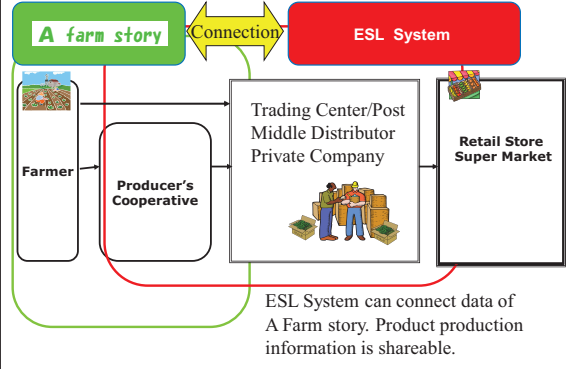 A farm story
Connection
ESL System
Farmer
Producer's
Cooperative
Trading Center/Post
Middle Distributor
Private Company
Retail Store
Super Market
ESL System can connect data of
A Farm story. Product production
information is shareable.